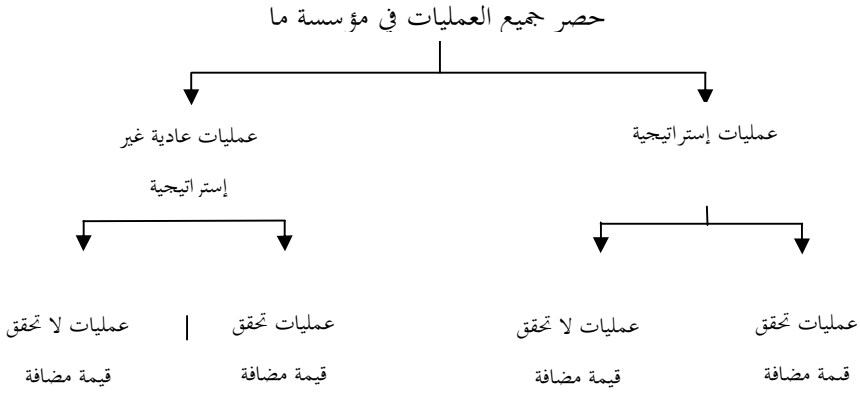 حصر جميع العمليات في مؤسسة ما
عمليات إستراتيجية
عمليات عادية غير
إستراتيجية
عمليات تحقق
قيمة مضافة
عمليات لا تحقق
قيمة مضافة
عمليات تحقق
قيمة مضافة
عمليات لا تحقق
قيمة مضافة